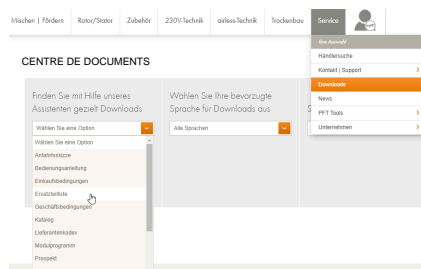 Mischen | Fördern Rotor/Stator Zubehör 230V-Technik airless-Technik Trockenbau Service
Ihre Auswahl
Händlersuche
Kontakt | Support
Downloads
News
PFT Tools
Unternehmen
CENTRE DE DOCUMENTS
Finden Sie mit Hilfe unseres
Assistenten gezielt Downloads
Wählen Sie eine Option
Wählen Sie eine Option
Anfahrtsskizze
Bedienungsanleitung
Einkaufsbedingungen
Ersatzteilliste
Geschäftsbedingungen
Katalog
Lieferantenkodex
Modulprogramm
Prospekt
Wählen Sie Ihre bevorzugte
Sprache für Downloads aus
Alle Sprachen
S